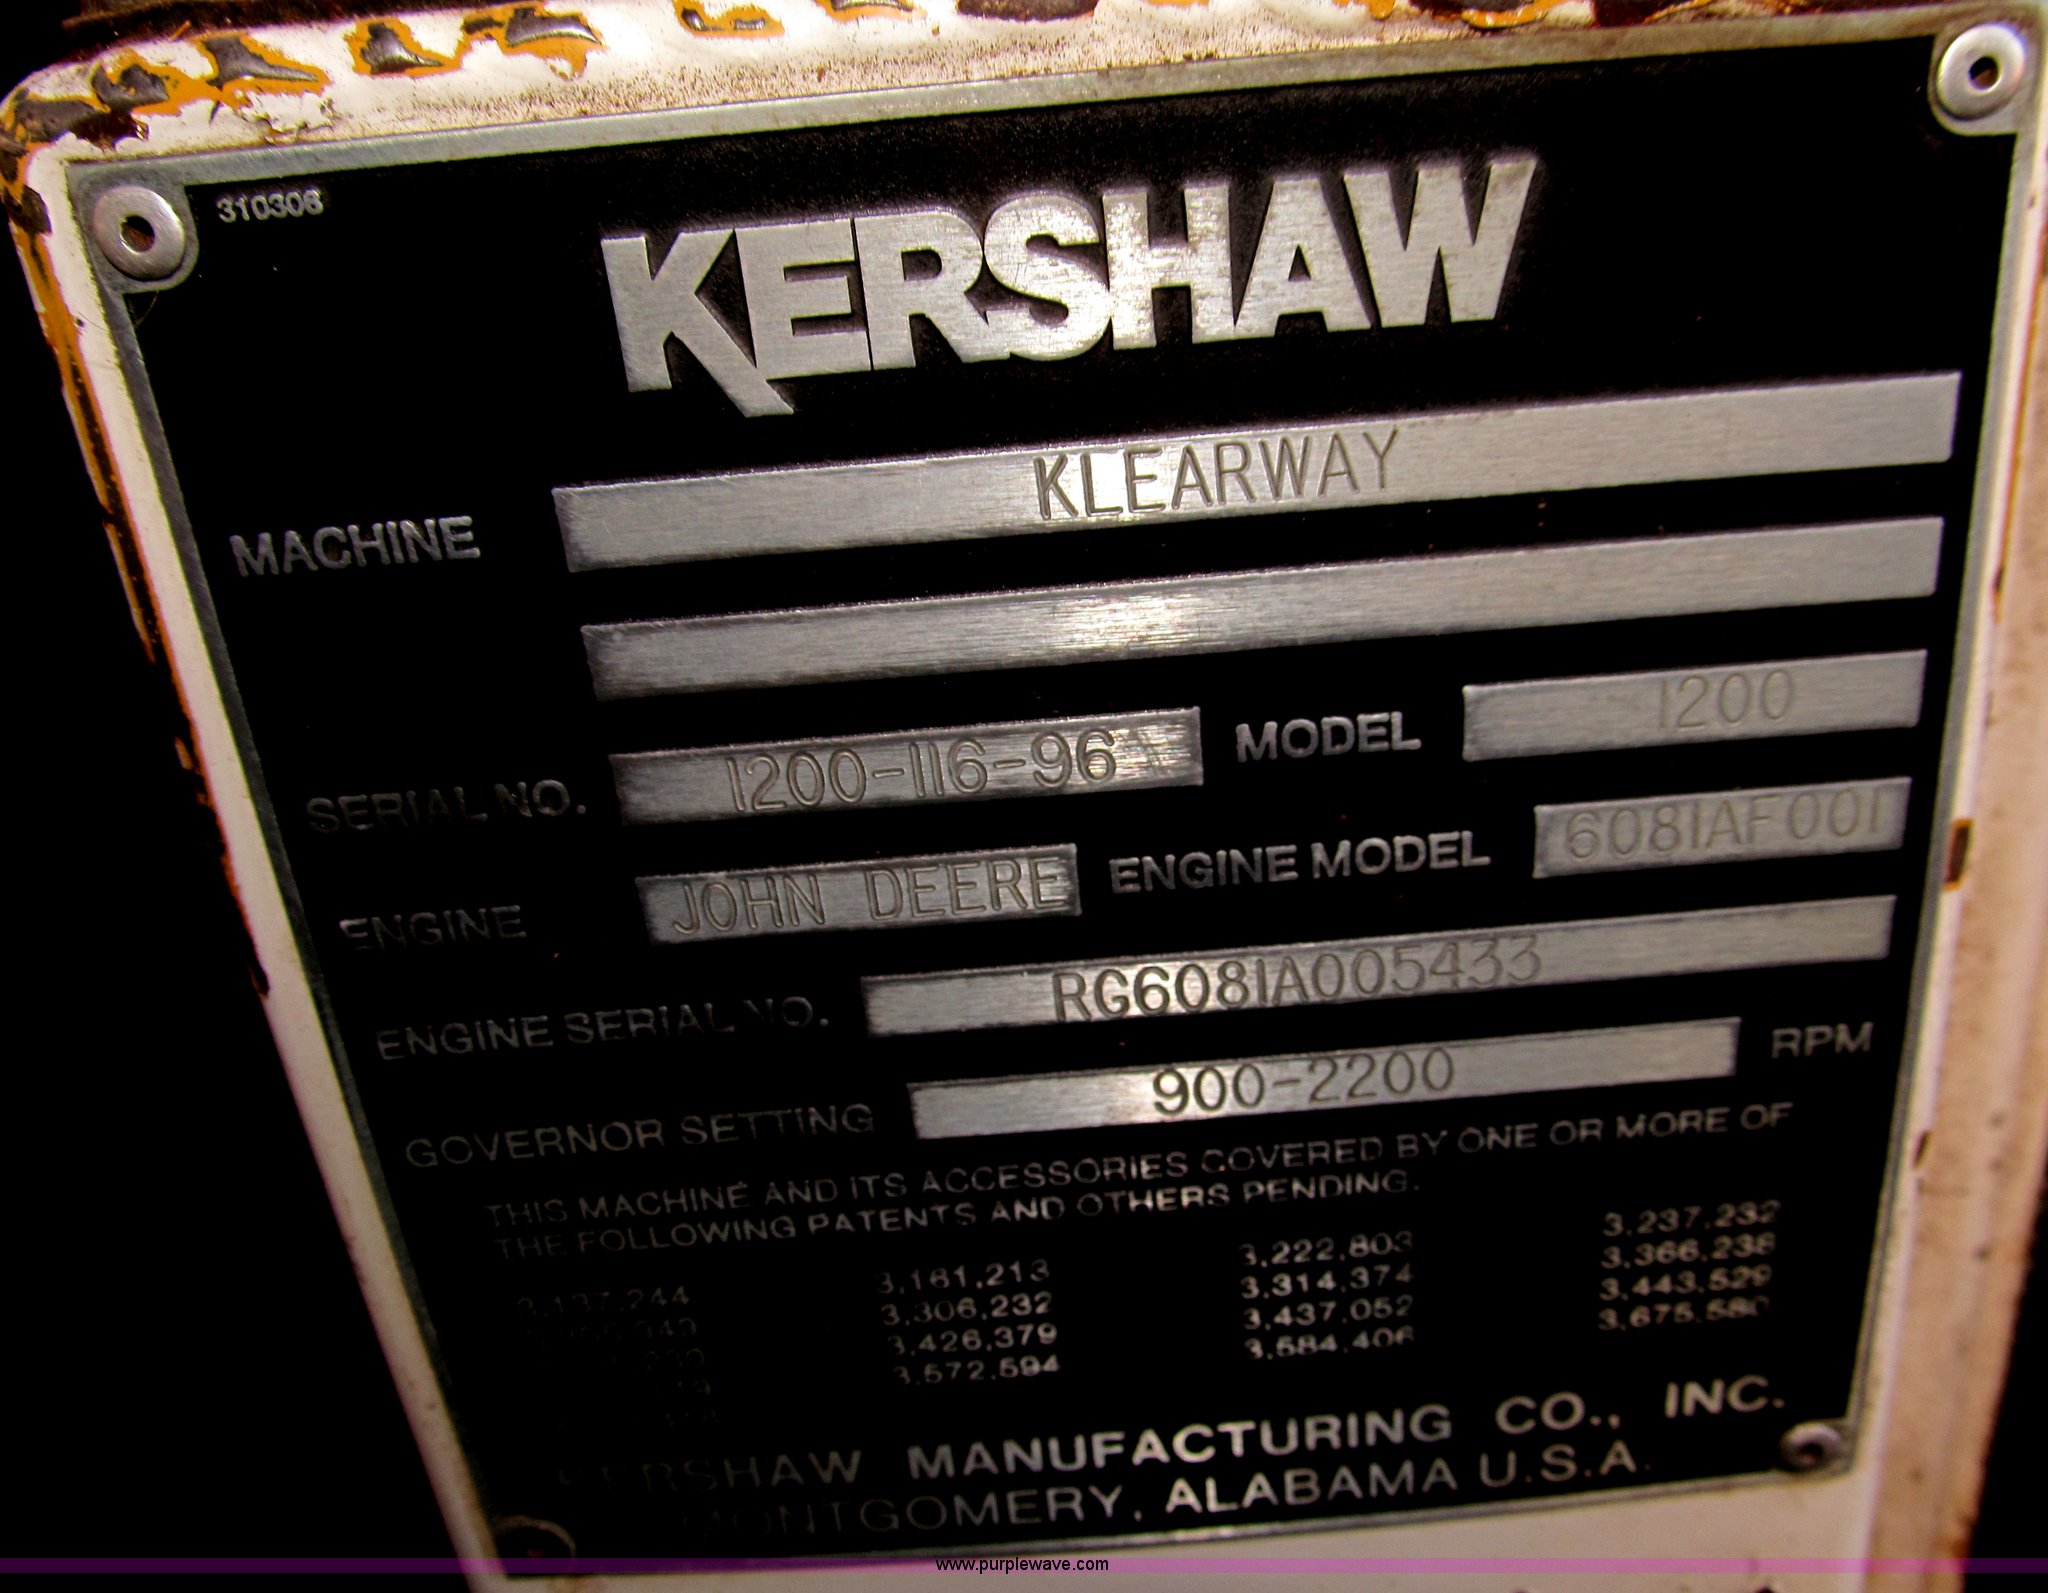 310306
KERSHAW
MACHINE KLEARWAY
SERIAL NO. 1200-116-96 MODEL 1200
ENGINE JOHN DEERE ENGINE MODEL 6081AF001
ENGINE SERIAL NO. RG6081A005433
GOVERNOR SETTING 900-2200 RPM
THIS MACHINE AND ITS ACCESSORIES COVERED BY ONE OR MORE OF
THE FOLLOWING PATENTS AND OTHERS PENDING.
3,137,244 3,181,213 3,222,803 3,237,232
3,306,232 3,314,374 3,366,238
3,426,379 3,437,052 3,443,529
3,572,594 3,584,406 3,675,580
KERSHAW MANUFACTURING CO., INC.
MONTGOMERY, ALABAMA U.S.A.
www.purplewave.com